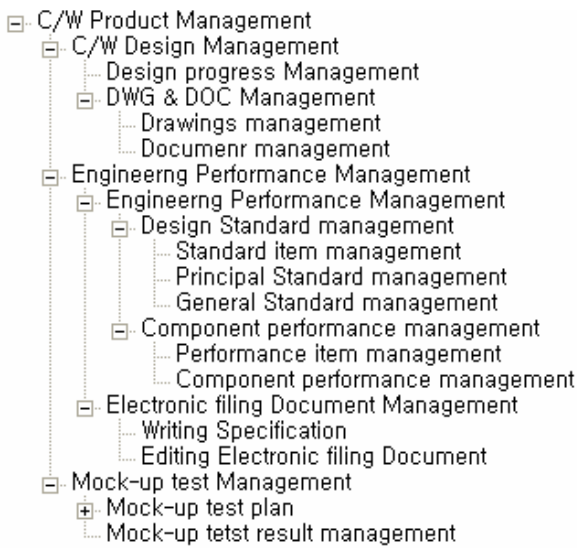 C/W Product Management
C/W Design Management
Design progress Management
DWG & DOC Management
Drawings management
Documenr management
Engineerng Performance Management
Engineerng Performance Management
Design Standard management
Standard item management
Principal Standard management
General Standard management
Component performance management
Performance item management
Component performance management
Electronic filing Document Management
Writing Specification
Editing Electronic filing Document
Mock-up test Management
Mock-up test plan
Mock-up tetst result management